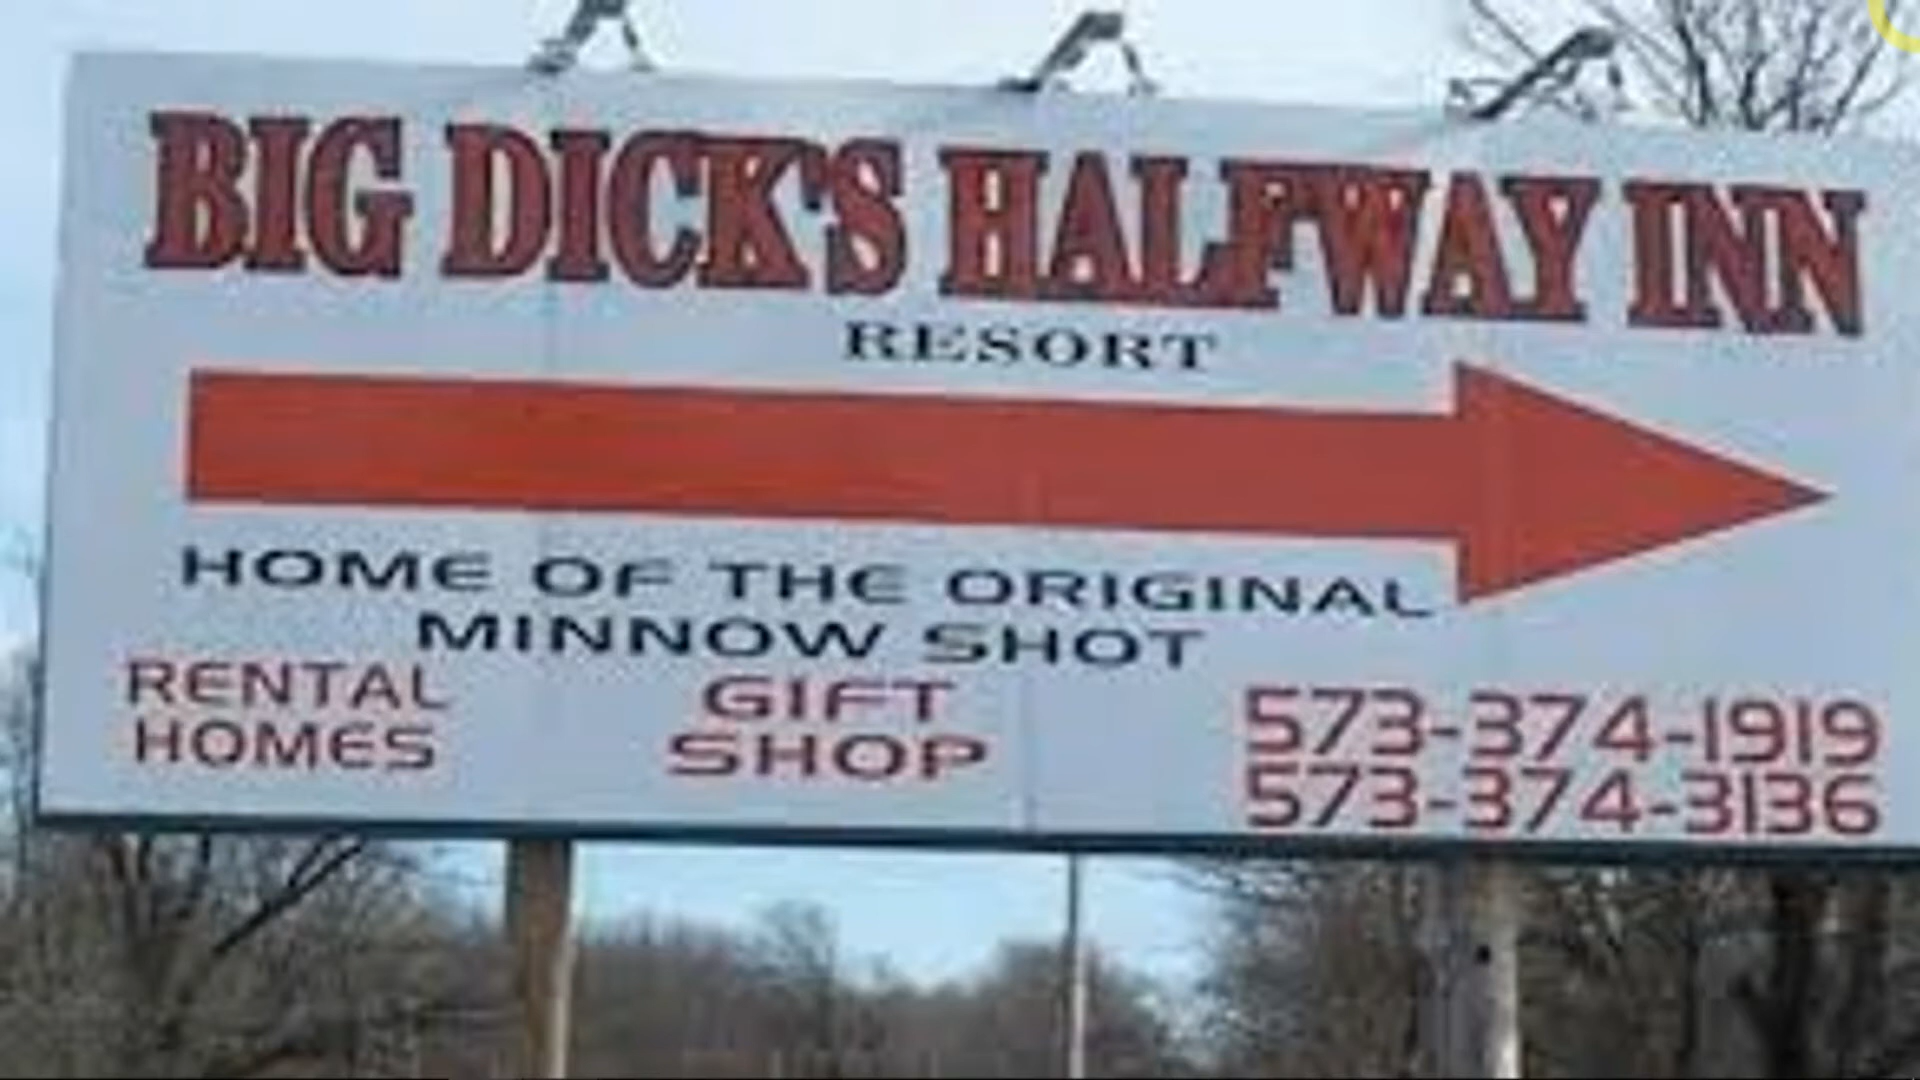 BIG DICK'S HALFWAY INN
RESORT
HOME OF THE ORIGINAL
MINNOW SHOT
RENTAL
HOMES
GIFT
SHOP
573-374-1919
573-374-3136